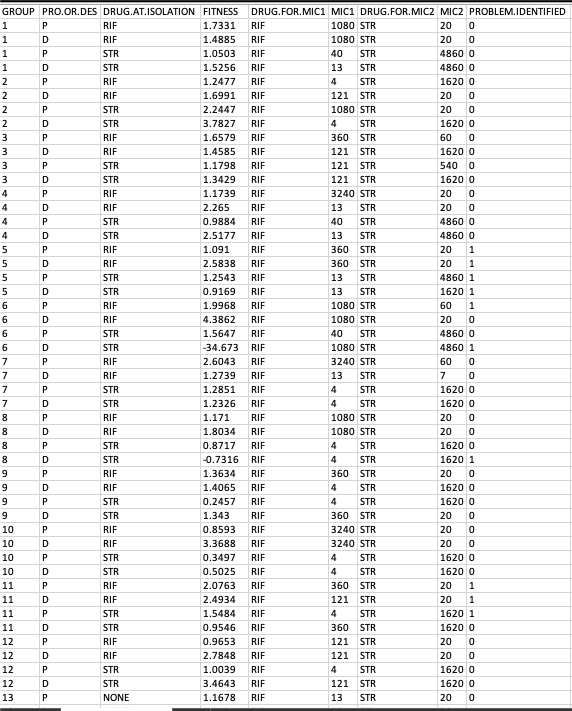 GROUP PRO.OR.DES DRUG.AT.ISOLATION FITNESS DRUG.FOR.MIC1 MIC1 DRUG.FOR.MIC2 MIC2 PROBLEM.IDENTIFIED
1 P RIF 1.7331 RIF 1080 STR 20 0
1 D RIF 1.4885 RIF 1080 STR 20 0
1 P STR 1.0503 RIF 40 STR 4860 0
1 D STR 1.5256 RIF 13 STR 4860 0
2 P RIF 1.2477 RIF 4 STR 1620 0
2 D RIF 1.6991 RIF 121 STR 20 0
2 P STR 2.2447 RIF 1080 STR 20 0
2 D STR 3.7827 RIF 4 STR 1620 0
3 P RIF 1.6579 RIF 360 STR 60 0
3 D RIF 1.4585 RIF 121 STR 1620 0
3 P STR 1.1798 RIF 121 STR 540 0
3 D STR 1.3429 RIF 121 STR 1620 0
4 P RIF 1.1739 RIF 3240 STR 20 0
4 D RIF 2.265 RIF 13 STR 20 0
4 P STR 0.9884 RIF 40 STR 4860 0
4 D STR 2.5177 RIF 13 STR 4860 0
5 P RIF 1.091 RIF 360 STR 20 1
5 D RIF 2.5838 RIF 360 STR 20 1
5 P STR 1.2543 RIF 13 STR 4860 1
5 D STR 0.9169 RIF 13 STR 1620 1
6 P RIF 1.9968 RIF 1080 STR 60 1
6 D RIF 4.3862 RIF 1080 STR 20 0
6 P STR 1.5647 RIF 40 STR 4860 0
6 D STR -34.673 RIF 1080 STR 4860 1
7 P RIF 2.6043 RIF 3240 STR 60 0
7 D RIF 1.2739 RIF 13 STR 7 0
7 P STR 1.2851 RIF 4 STR 1620 0
7 D STR 1.2326 RIF 4 STR 1620 0
8 P RIF 1.171 RIF 1080 STR 20 0
8 D RIF 1.8034 RIF 1080 STR 20 0
8 P STR 0.8717 RIF 4 STR 1620 0
8 D STR -0.7316 RIF 4 STR 1620 1
9 P RIF 1.3634 RIF 360 STR 20 0
9 D RIF 1.4065 RIF 4 STR 1620 0
9 P STR 0.2457 RIF 4 STR 1620 0
9 D STR 1.343 RIF 360 STR 20 0
10 P RIF 0.8593 RIF 3240 STR 20 0
10 D RIF 3.3688 RIF 3240 STR 20 0
10 P STR 0.3497 RIF 4 STR 1620 0
10 D STR 0.5025 RIF 4 STR 1620 0
11 P RIF 2.0763 RIF 360 STR 20 1
11 D RIF 2.4934 RIF 121 STR 20 1
11 P STR 1.5484 RIF 4 STR 1620 1
11 D STR 0.9546 RIF 360 STR 1620 0
12 P RIF 0.9653 RIF 121 STR 20 0
12 D RIF 2.7848 RIF 121 STR 20 0
12 P STR 1.0039 RIF 4 STR 1620 0
12 D STR 3.4643 RIF 121 STR 1620 0
13 P NONE 1.1678 RIF 13 STR 20 0